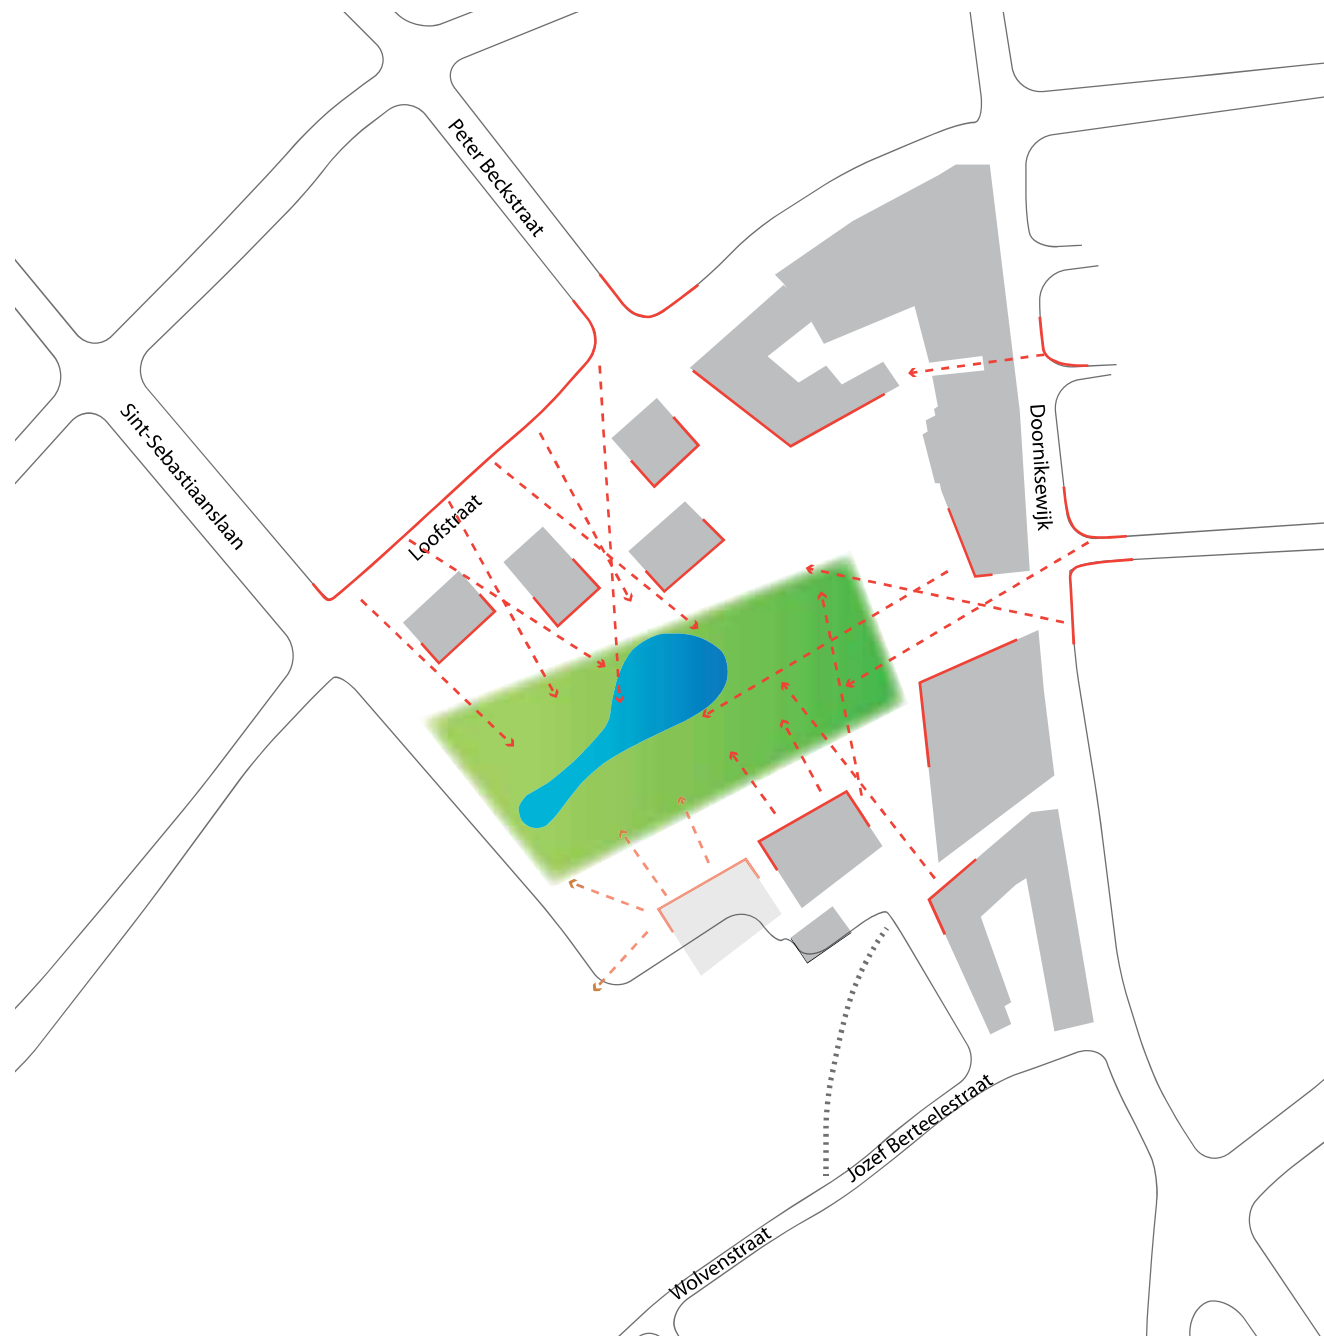 Peter Beckstraat
Sint-Sebastiaanslaan
Loofstraat
Doorniksewijk
Jozef Berteelestraat
Wolvenstraat